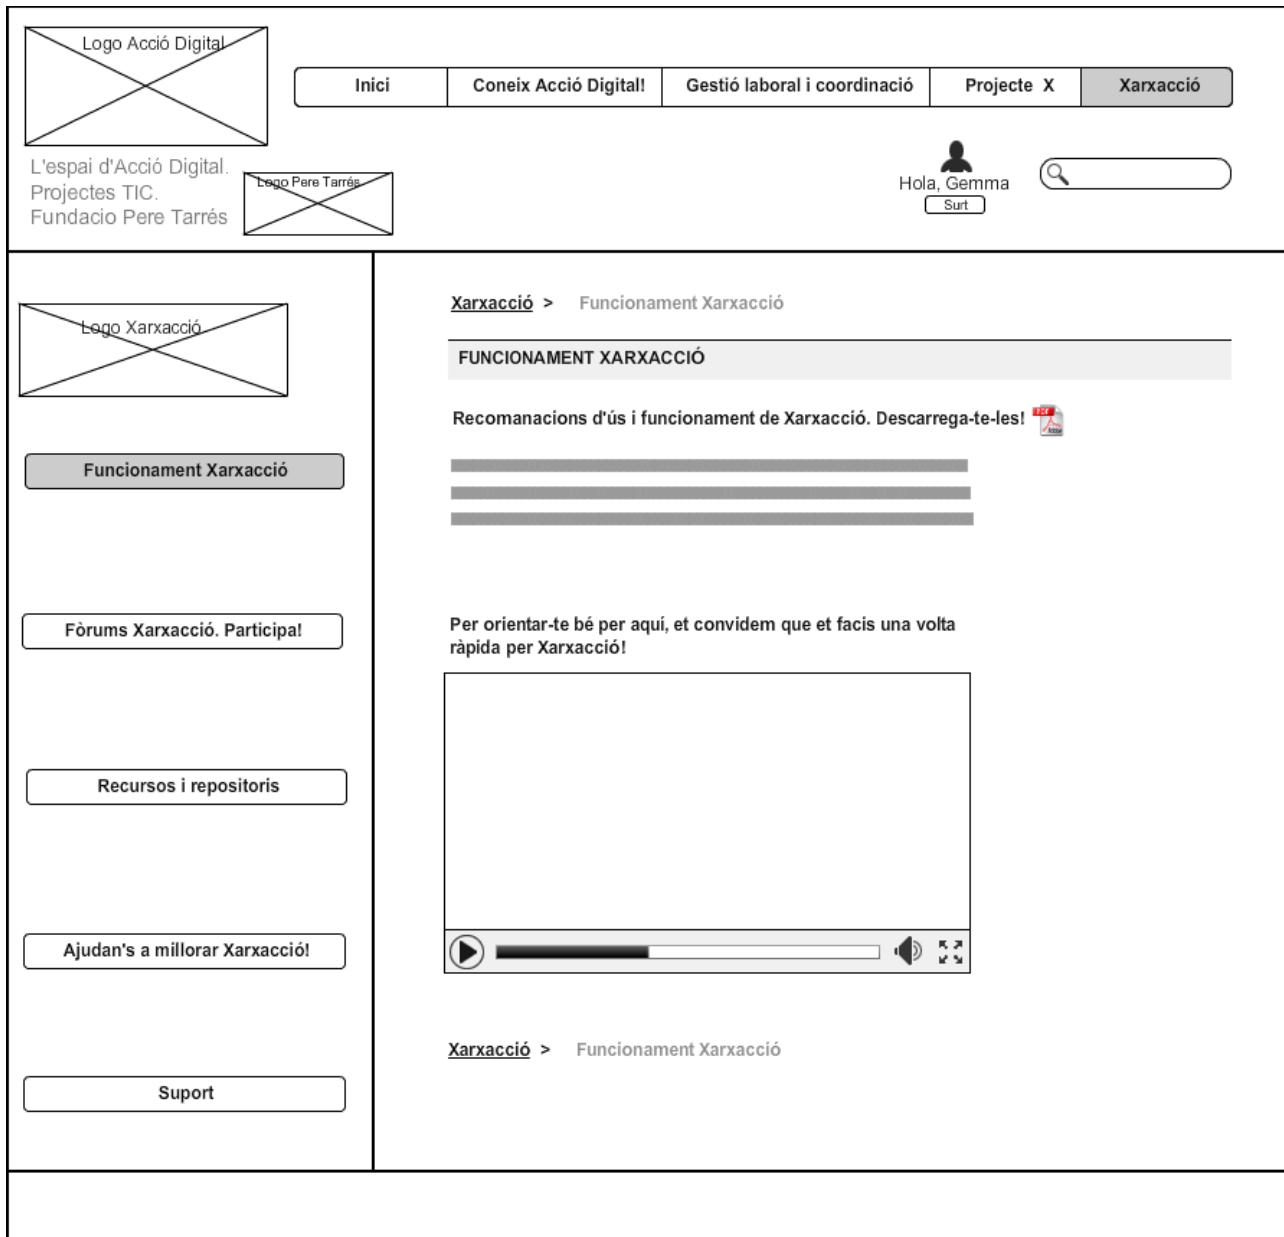 Logo Acció Digital
Inici
Coneix Acció Digital!
Gestió laboral i coordinació
Projecte X
Xarxacció
L'espai d'Acció Digital.
Projectes TIC.
Fundacio Pere Tarrés
Logo Pere Tarrés
Hola, Gemma
Surt
Logo Xarxacció
Funcionament Xarxacció
Fòrums Xarxacció. Participa!
Recursos i repositoris
Ajudan's a millorar Xarxacció!
Suport
Xarxacció > Funcionament Xarxacció
FUNCIONAMENT XARXACCIÓ
Recomanacions d'ús i funcionament de Xarxacció. Descarrega-te-les!
PDF
Adobe
Per orientar-te bé per aquí, et convidem que et facis una volta
ràpida per Xarxacció!
Xarxacció > Funcionament Xarxacció